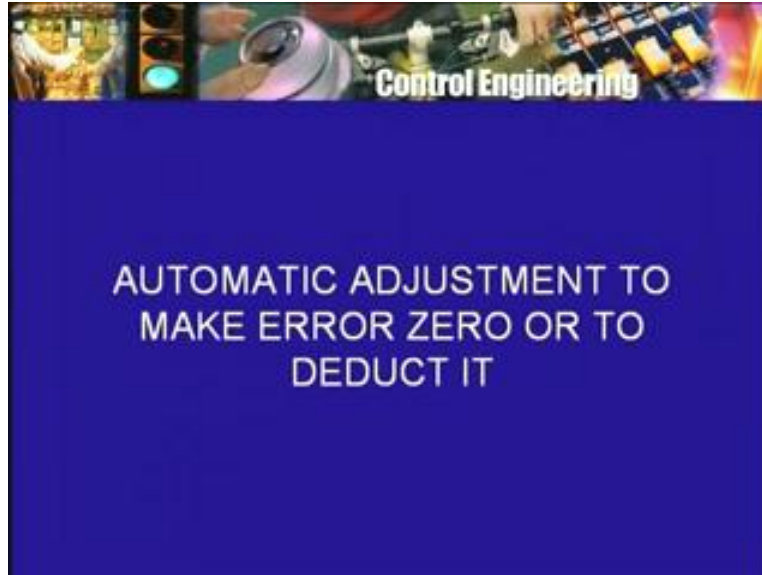 Control Engineering
AUTOMATIC ADJUSTMENT TO
MAKE ERROR ZERO OR TO
DEDUCT IT